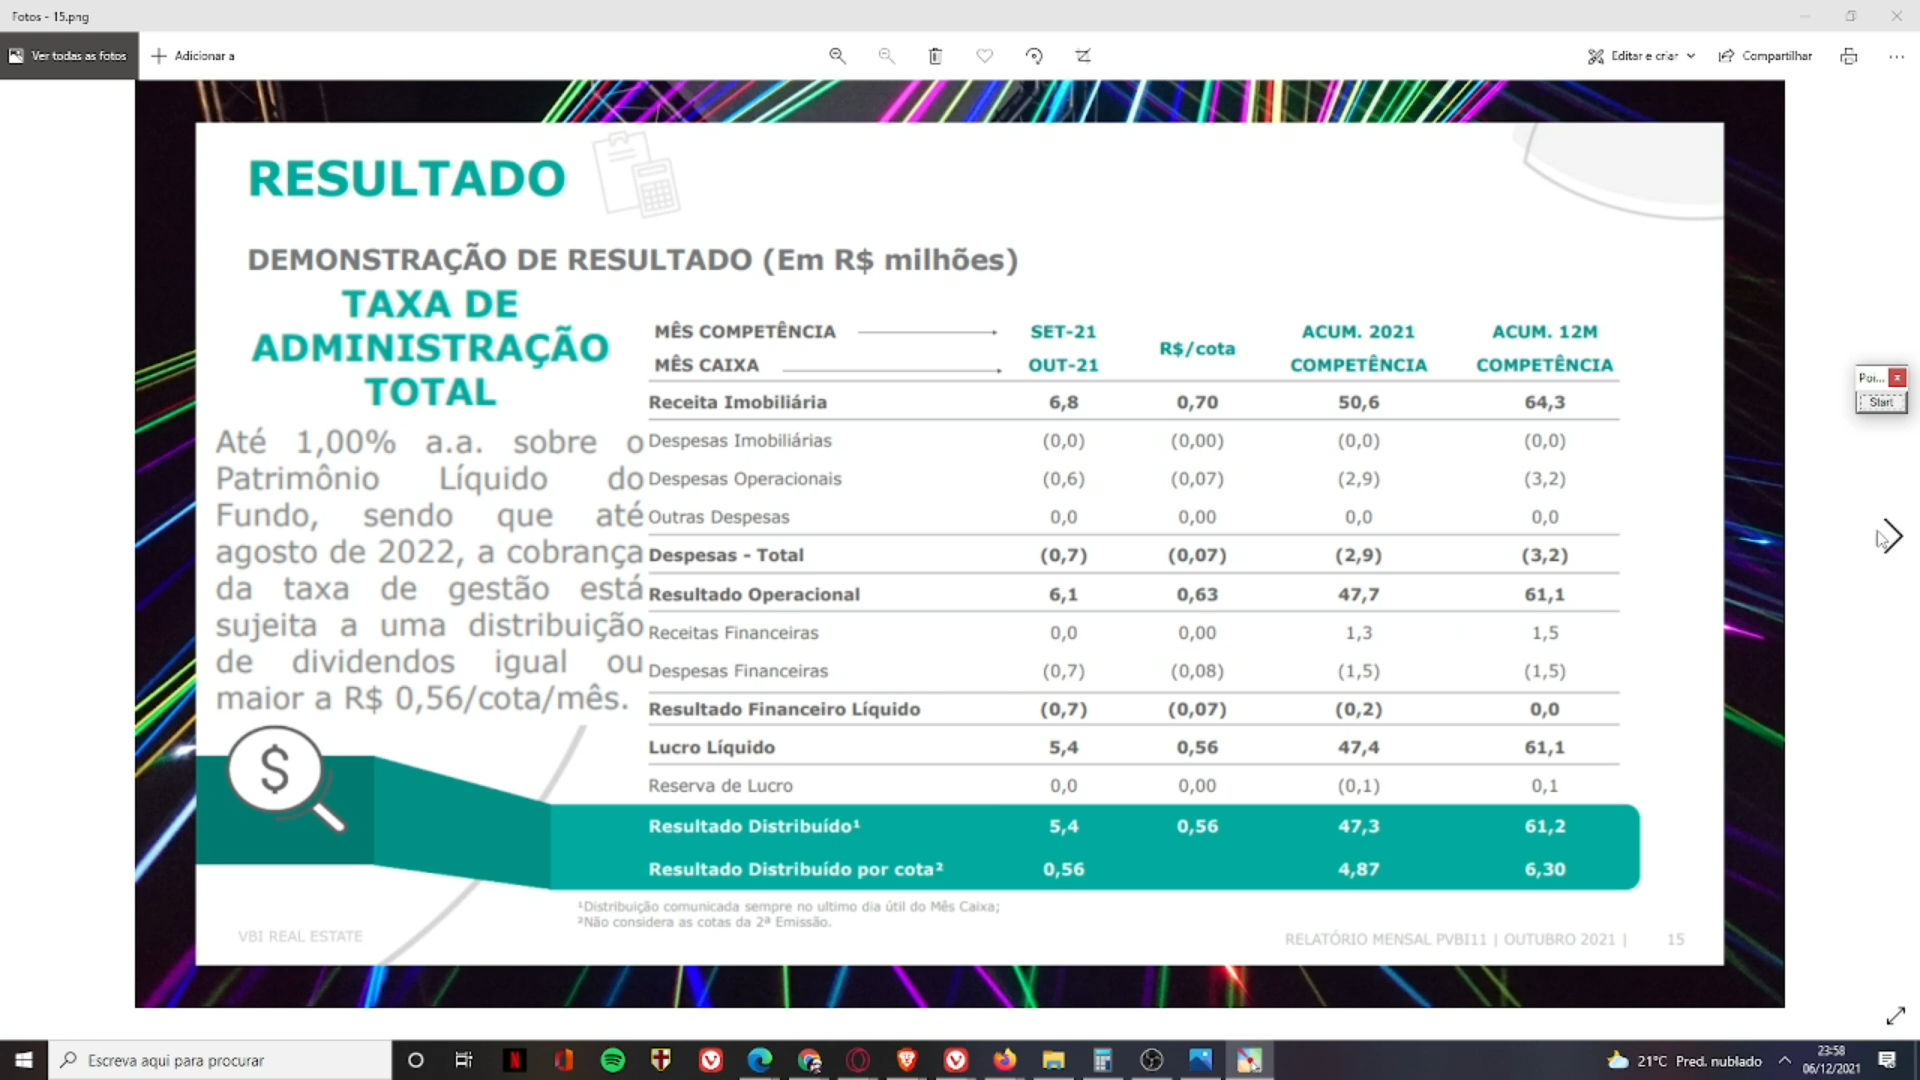 Fotos - 15.png
Ver todas as fotos
Adicionar a
Editar e criar
Compartilhar
RESULTADO
DEMONSTRAÇÃO DE RESULTADO (Em R$ milhões)
TAXA DE
ADMINISTRAÇÃO
TOTAL
Até 1,00% a.a. sobre o
Patrimônio Líquido do
Fundo, sendo que até
agosto de 2022, a cobrança
da taxa de gestão está
sujeita a uma distribuição
de dividendos igual ou
maior a R$ 0,56/cota/mês.
$
MÊS COMPETÊNCIA SET-21 R$/cota ACUM. 2021 ACUM. 12M
MÊS CAIXA OUT-21 COMPETÊNCIA COMPETÊNCIA
Receita Imobiliária 6,8 0,70 50,6 64,3
Despesas Imobiliárias (0,0) (0,00) (0,0) (0,0)
Despesas Operacionais (0,6) (0,07) (2,9) (3,2)
Outras Despesas 0,0 0,00 0,0 0,0
Despesas - Total (0,7) (0,07) (2,9) (3,2)
Resultado Operacional 6,1 0,63 47,7 61,1
Receitas Financeiras 0,0 0,00 1,3 1,5
Despesas Financeiras (0,7) (0,08) (1,5) (1,5)
Resultado Financeiro Líquido (0,7) (0,07) (0,2) 0,0
Lucro Líquido 5,4 0,56 47,4 61,1
Reserva de Lucro 0,0 0,00 (0,1) 0,1
Resultado Distribuído¹ 5,4 0,56 47,3 61,2
Resultado Distribuído por cota² 0,56 4,87 6,30
¹Distribuição comunicada sempre no ultimo dia útil do Mês Caixa;
²Não considera as cotas da 2ª Emissão.
VBI REAL ESTATE
RELATÓRIO MENSAL PVBI11 | OUTUBRO 2021 | 15
Poi...
Start
Escreva aqui para procurar
21°C Pred. nublado
23:58
06/12/2021